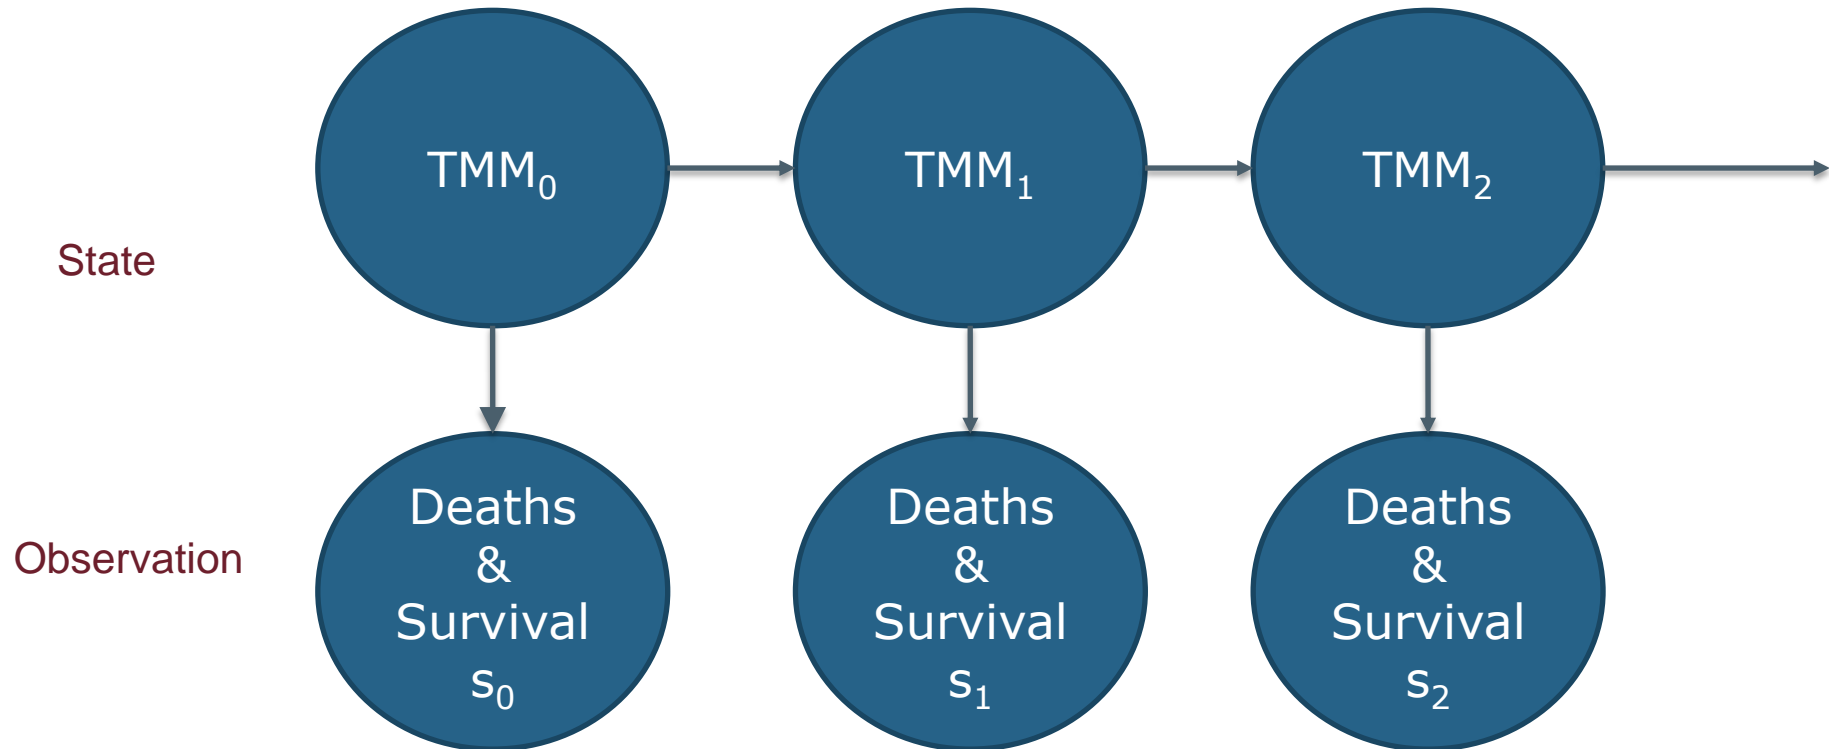 TMM₀
TMM₁
TMM₂
State
Observation
Deaths
&
Survival
s₀
Deaths
&
Survival
s₁
Deaths
&
Survival
s₂